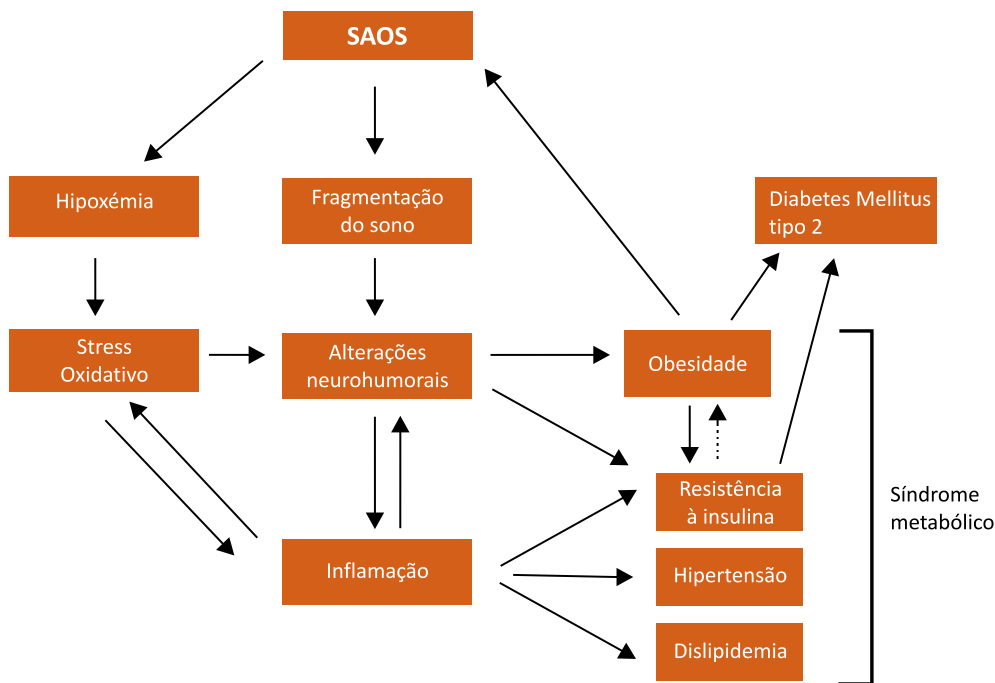 SAOS
Hipoxémia
Fragmentação
do sono
Diabetes Mellitus
tipo 2
Stress
Oxidativo
Alterações
neurohumorais
Obesidade
Resistência
à insulina
Síndrome
metabólico
Inflamação
Hipertensão
Dislipidemia